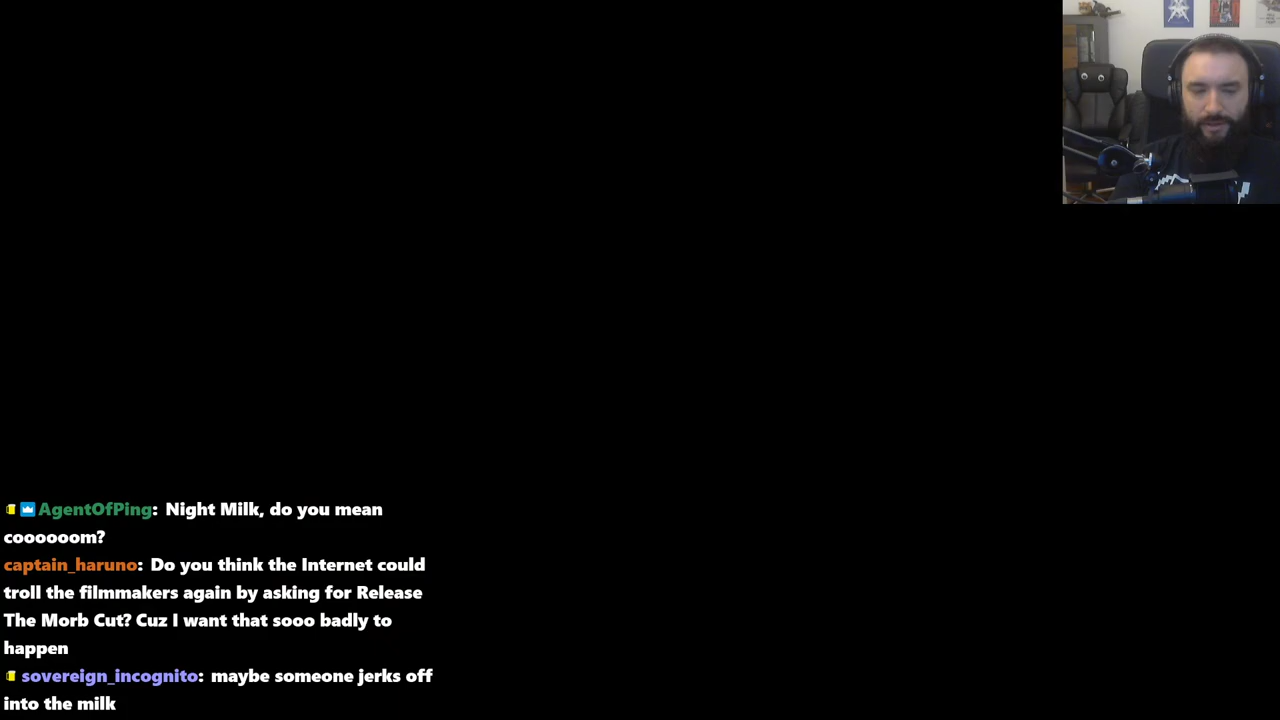 AgentOfPing: Night Milk, do you mean
coooooom?
captain_haruno: Do you think the Internet could
troll the filmmakers again by asking for Release
The Morb Cut? Cuz I want that sooo badly to
happen
sovereign_incognito: maybe someone jerks off
into the milk